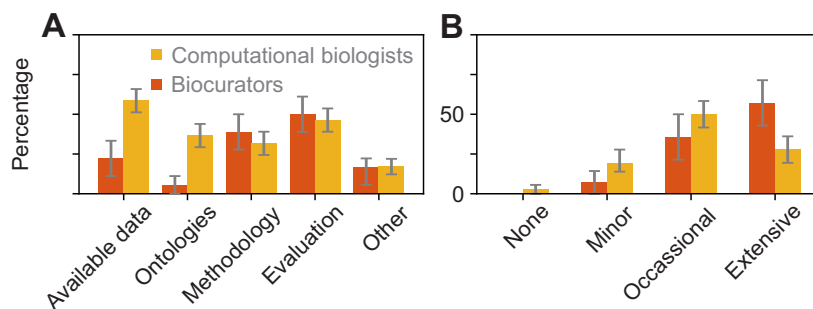 A
B
Computational biologists
Biocurators
Percentage
50
0
Available data
Ontologies
Methodology
Evaluation
Other
None
Minor
Occassional
Extensive